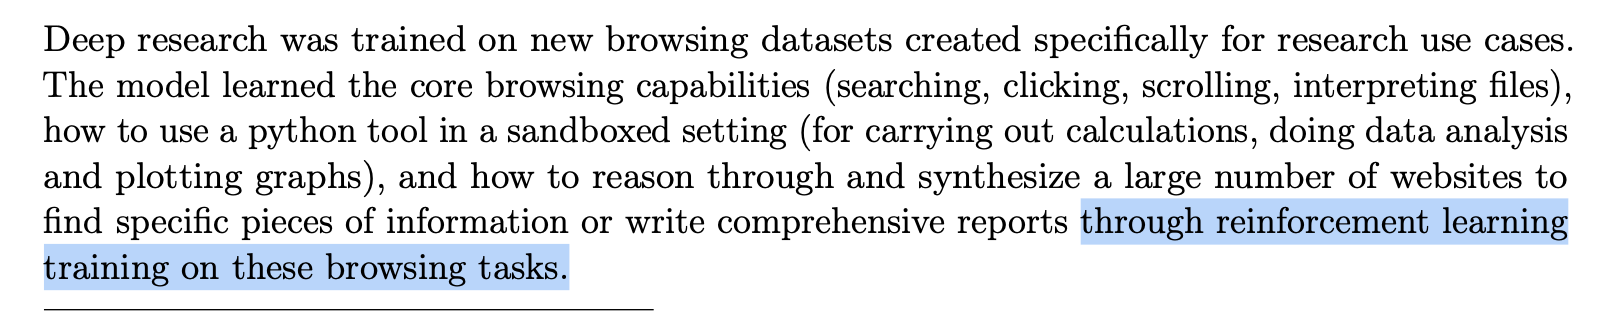 Deep research was trained on new browsing datasets created specifically for research use cases.
The model learned the core browsing capabilities (searching, clicking, scrolling, interpreting files),
how to use a python tool in a sandboxed setting (for carrying out calculations, doing data analysis
and plotting graphs), and how to reason through and synthesize a large number of websites to
find specific pieces of information or write comprehensive reports through reinforcement learning
training on these browsing tasks.